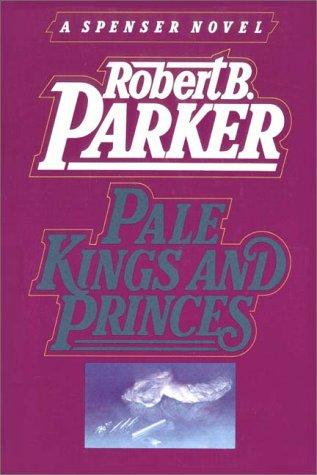 A SPENSER NOVEL
Robert B.
PARKER
PALE
KINGS AND
PRINCES